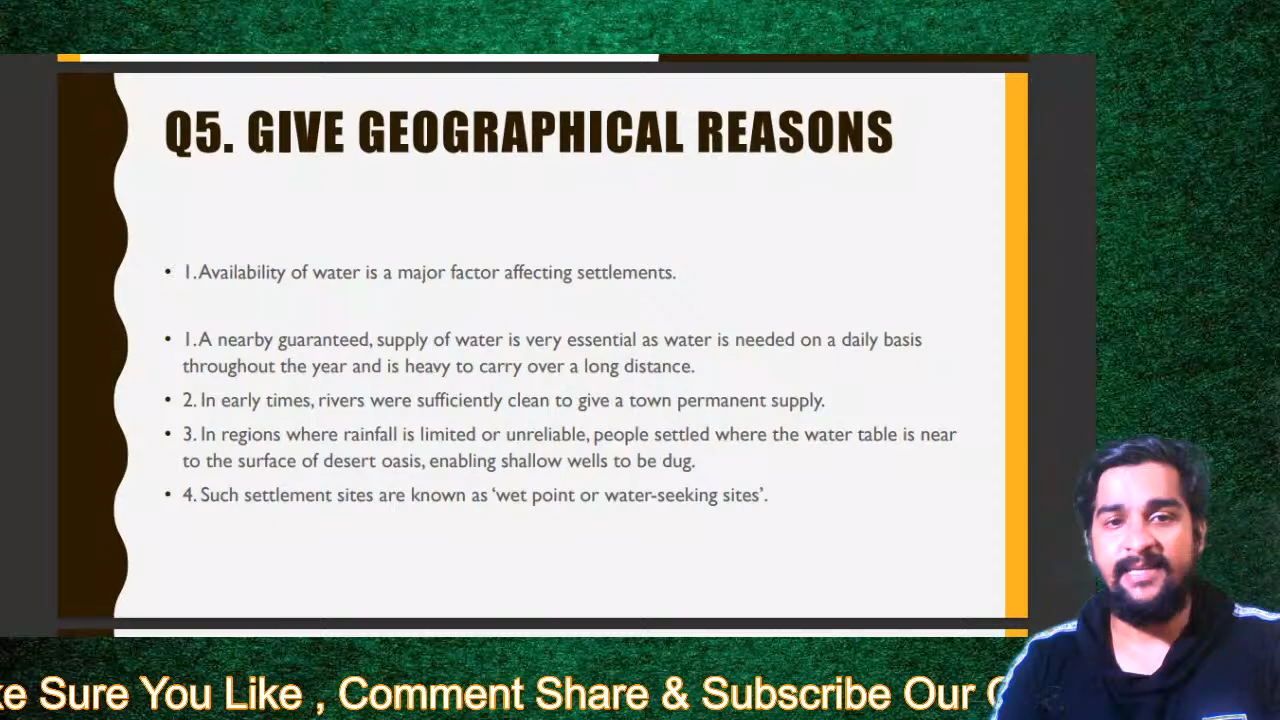 Q5. GIVE GEOGRAPHICAL REASONS
• 1. Availability of water is a major factor affecting settlements.
• 1. A nearby guaranteed, supply of water is very essential as water is needed on a daily basis
throughout the year and is heavy to carry over a long distance.
• 2. In early times, rivers were sufficiently clean to give a town permanent supply.
• 3. In regions where rainfall is limited or unreliable, people settled where the water table is near
to the surface of desert oasis, enabling shallow wells to be dug.
• 4. Such settlement sites are known as ‘wet point or water-seeking sites’.
Sure You Like , Comment Share & Subscribe Our